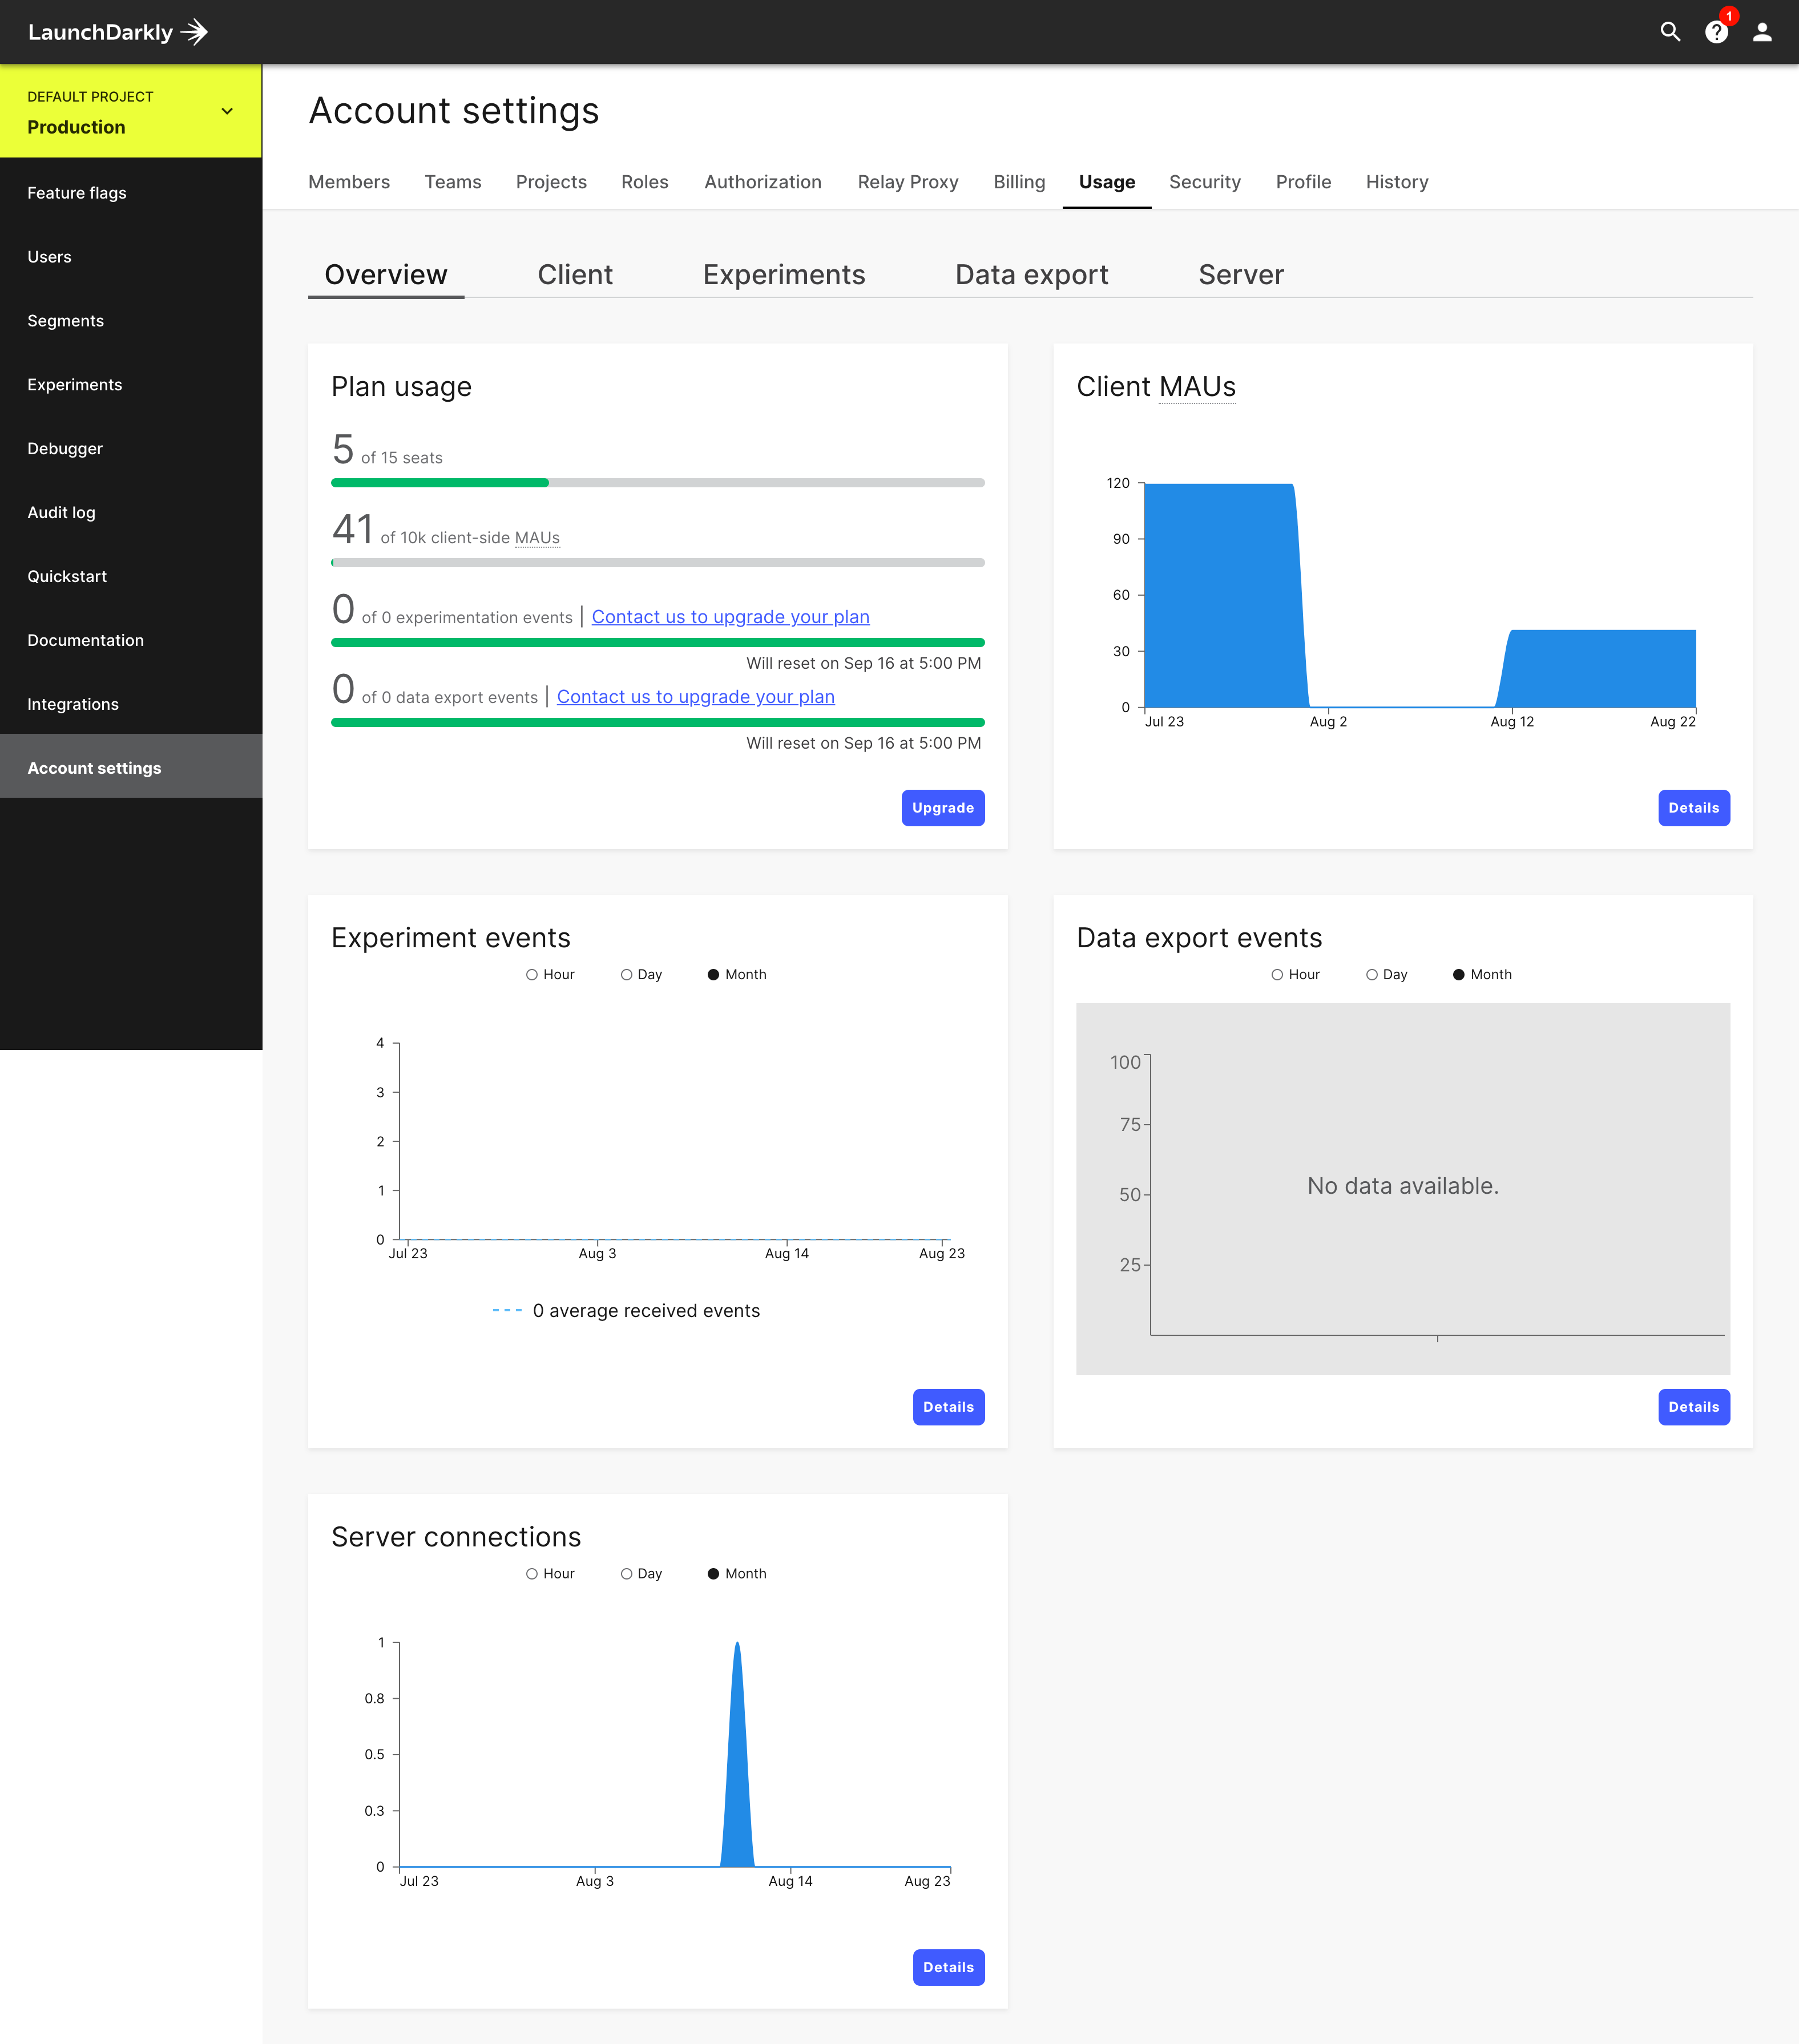 LaunchDarkly
1
DEFAULT PROJECT
Production
Feature flags
Users
Segments
Experiments
Debugger
Audit log
Quickstart
Documentation
Integrations
Account settings
Account settings
Members Teams Projects Roles Authorization Relay Proxy Billing Usage Security Profile History
Overview Client Experiments Data export Server
Plan usage
5 of 15 seats
41 of 10k client-side MAUs
0 of 0 experimentation events | Contact us to upgrade your plan
Will reset on Sep 16 at 5:00 PM
0 of 0 data export events | Contact us to upgrade your plan
Will reset on Sep 16 at 5:00 PM
Upgrade
Client MAUs
120
90
60
30
0
Jul 23 Aug 2 Aug 12 Aug 22
Details
Experiment events
Hour Day Month
4
3
2
1
0
Jul 23 Aug 3 Aug 14 Aug 23
0 average received events
Details
Data export events
Hour Day Month
100
75
50
25
No data available.
Details
Server connections
Hour Day Month
1
0.8
0.5
0.3
0
Jul 23 Aug 3 Aug 14 Aug 23
Details